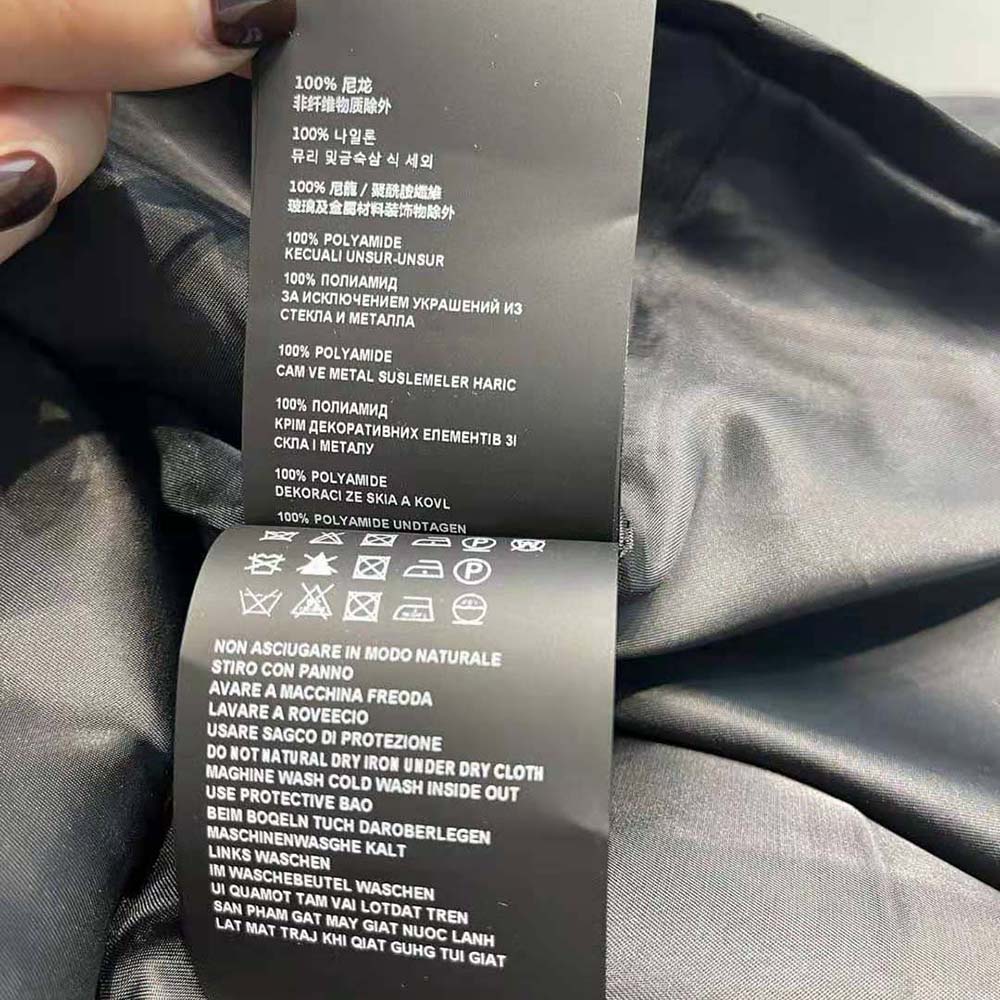 100% 尼龙
非纤维物质除外
100% 나일론
뮤리 및금숙삼 식 세외
100% 尼龍 / 聚酰胺纖維
玻璃及金屬材料装饰物除外
100% POLYAMIDE
KECUALI UNSUR-UNSUR
100% ПОЛИАМИД
ЗА ИСКЛЮЧЕНИЕМ УКРАШЕНИЙ ИЗ
СТЕКЛА И МЕТАЛЛА
100% POLYAMIDE
CAM VE METAL SUSLEMELER HARIC
100% ПОЛИАМИД
КРІМ ДЕКОРАТИВНИХ ЕЛЕМЕНТІВ ЗІ
СКЛА І МЕТАЛУ
100% POLYAMIDE
DEKORACI ZE SKIA A KOVL
100% POLYAMIDE UNDTAGEN
NON ASCIUGARE IN MODO NATURALE
STIRO CON PANNO
AVARE A MACCHINA FREODA
LAVARE A ROVEECIO
USARE SAGCO DI PROTEZIONE
DO NOT NATURAL DRY IRON UNDER DRY CLOTH
MAGHINE WASH COLD WASH INSIDE OUT
USE PROTECTIVE BAO
BEIM BOQELN TUCH DAROBERLEGEN
MASCHINENWASGHE KALT
LINKS WASCHEN
IM WASCHEBEUTEL WASCHEN
UI QUAMOT TAM VAI LOTDAT TREN
SAN PHAM GAT MAY GIAT NUOC LANH
LAT MAT TRAJ KHI QIAT GUHG TUI GIAT